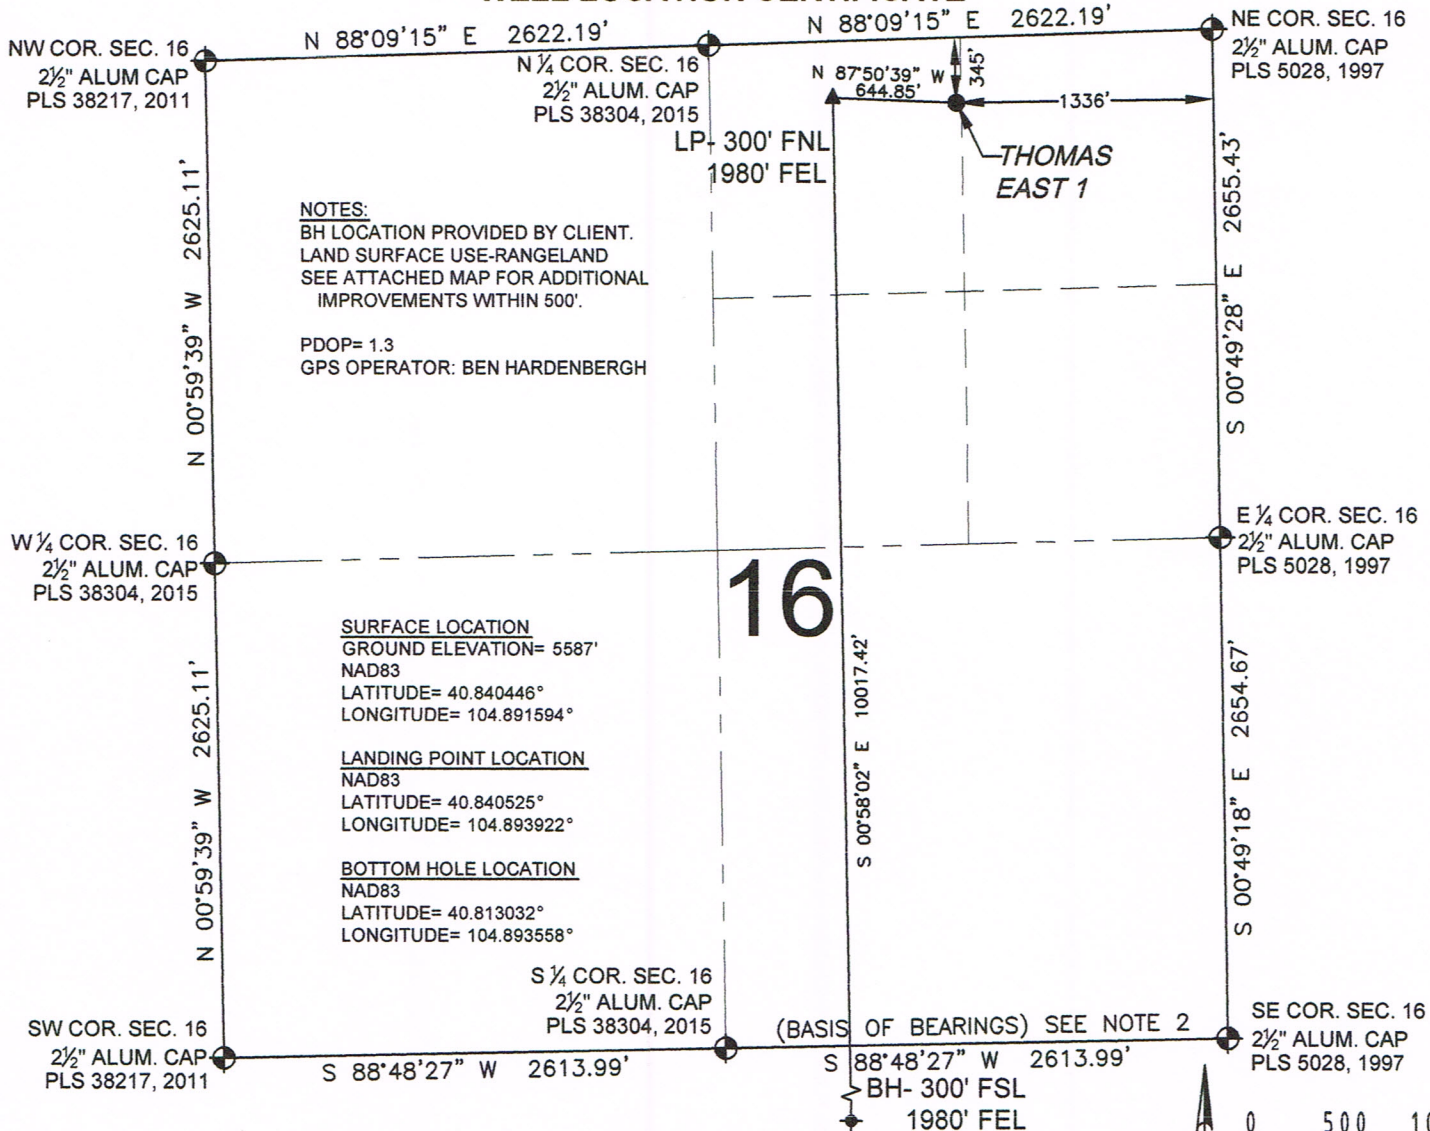 N 88°09'15" E 2622.19'
N 88°09'15" E 2622.19'
NW COR. SEC. 16
2½" ALUM CAP
PLS 38217, 2011
N ¼ COR. SEC. 16
2½" ALUM. CAP
PLS 38304, 2015
NE COR. SEC. 16
2½" ALUM. CAP
PLS 5028, 1997
N 87°50'39" W
644.85'
345'
1336'
LP- 300' FNL
1980' FEL
THOMAS
EAST 1
N 00°59'39" W 2625.11'
S 00°49'28" E 2655.43'
NOTES:
BH LOCATION PROVIDED BY CLIENT.
LAND SURFACE USE-RANGELAND
SEE ATTACHED MAP FOR ADDITIONAL
IMPROVEMENTS WITHIN 500'.
PDOP= 1.3
GPS OPERATOR: BEN HARDENBERGH
W ¼ COR. SEC. 16
2½" ALUM. CAP
PLS 38304, 2015
E ¼ COR. SEC. 16
2½" ALUM. CAP
PLS 5028, 1997
16
SURFACE LOCATION
GROUND ELEVATION= 5587'
NAD83
LATITUDE= 40.840446°
LONGITUDE= 104.891594°
LANDING POINT LOCATION
NAD83
LATITUDE= 40.840525°
LONGITUDE= 104.893922°
BOTTOM HOLE LOCATION
NAD83
LATITUDE= 40.813032°
LONGITUDE= 104.893558°
N 00°59'39" W 2625.11'
S 00°58'02" E 10017.42'
S 00°49'18" E 2654.67'
S ¼ COR. SEC. 16
2½" ALUM. CAP
PLS 38304, 2015
SW COR. SEC. 16
2½" ALUM. CAP
PLS 38217, 2011
(BASIS OF BEARINGS) SEE NOTE 2
SE COR. SEC. 16
2½" ALUM. CAP
PLS 5028, 1997
S 88°48'27" W 2613.99'
S 88°48'27" W 2613.99'
BH- 300' FSL
1980' FEL
0 500